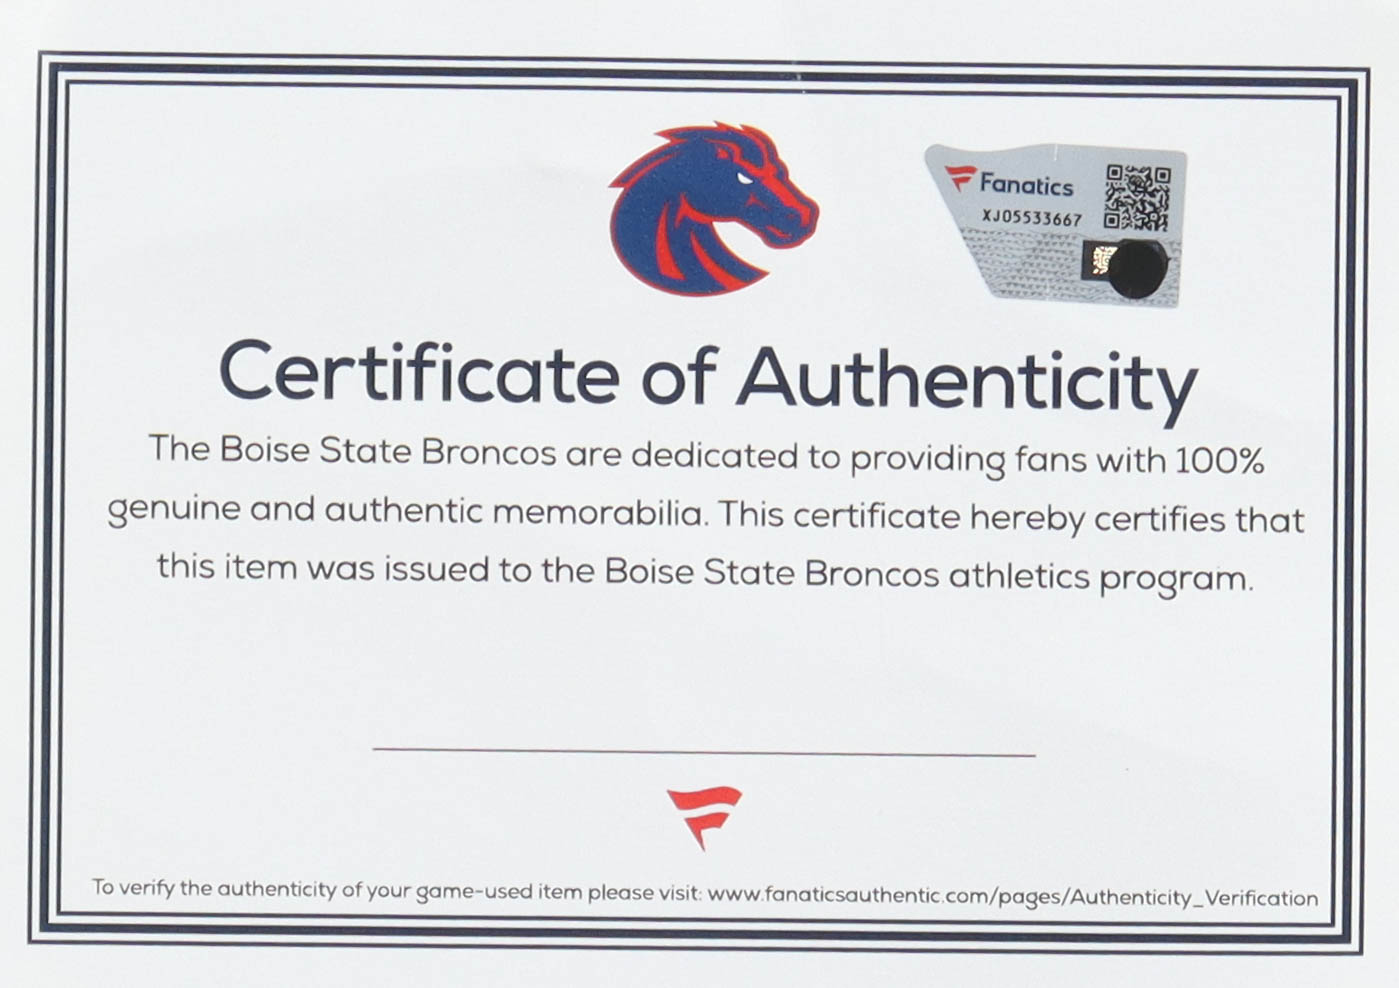 Fanatics
XJ05533667
Certificate of Authenticity
The Boise State Broncos are dedicated to providing fans with 100%
genuine and authentic memorabilia. This certificate hereby certifies that
this item was issued to the Boise State Broncos athletics program.
To verify the authenticity of your game-used item please visit: www.fanaticsauthentic.com/pages/Authenticity_Verification